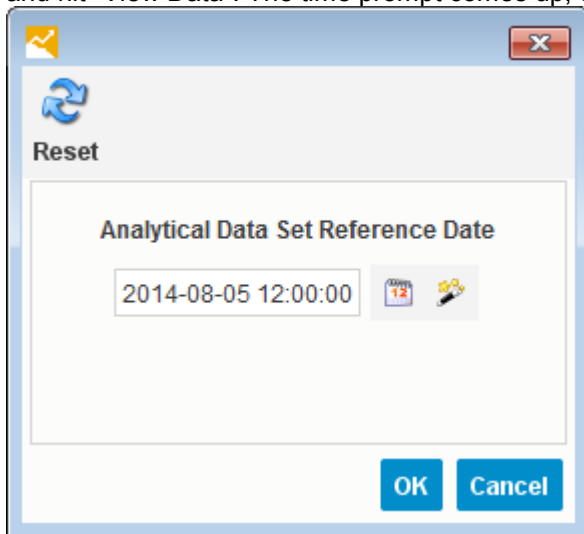 and hit "View Data". The time prompt comes up,
Reset
Analytical Data Set Reference Date
2014-08-05 12:00:00
12
OK Cancel